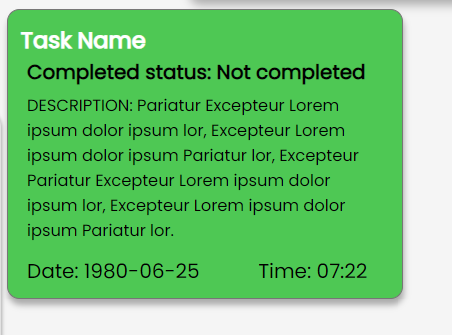 Task Name
Completed status: Not completed
DESCRIPTION: Pariatur Excepteur Lorem
ipsum dolor ipsum lor, Excepteur Lorem
ipsum dolor ipsum Pariatur lor, Excepteur
Pariatur Excepteur Lorem ipsum dolor
ipsum lor, Excepteur Lorem ipsum dolor
ipsum Pariatur lor.
Date: 1980-06-25 Time: 07:22